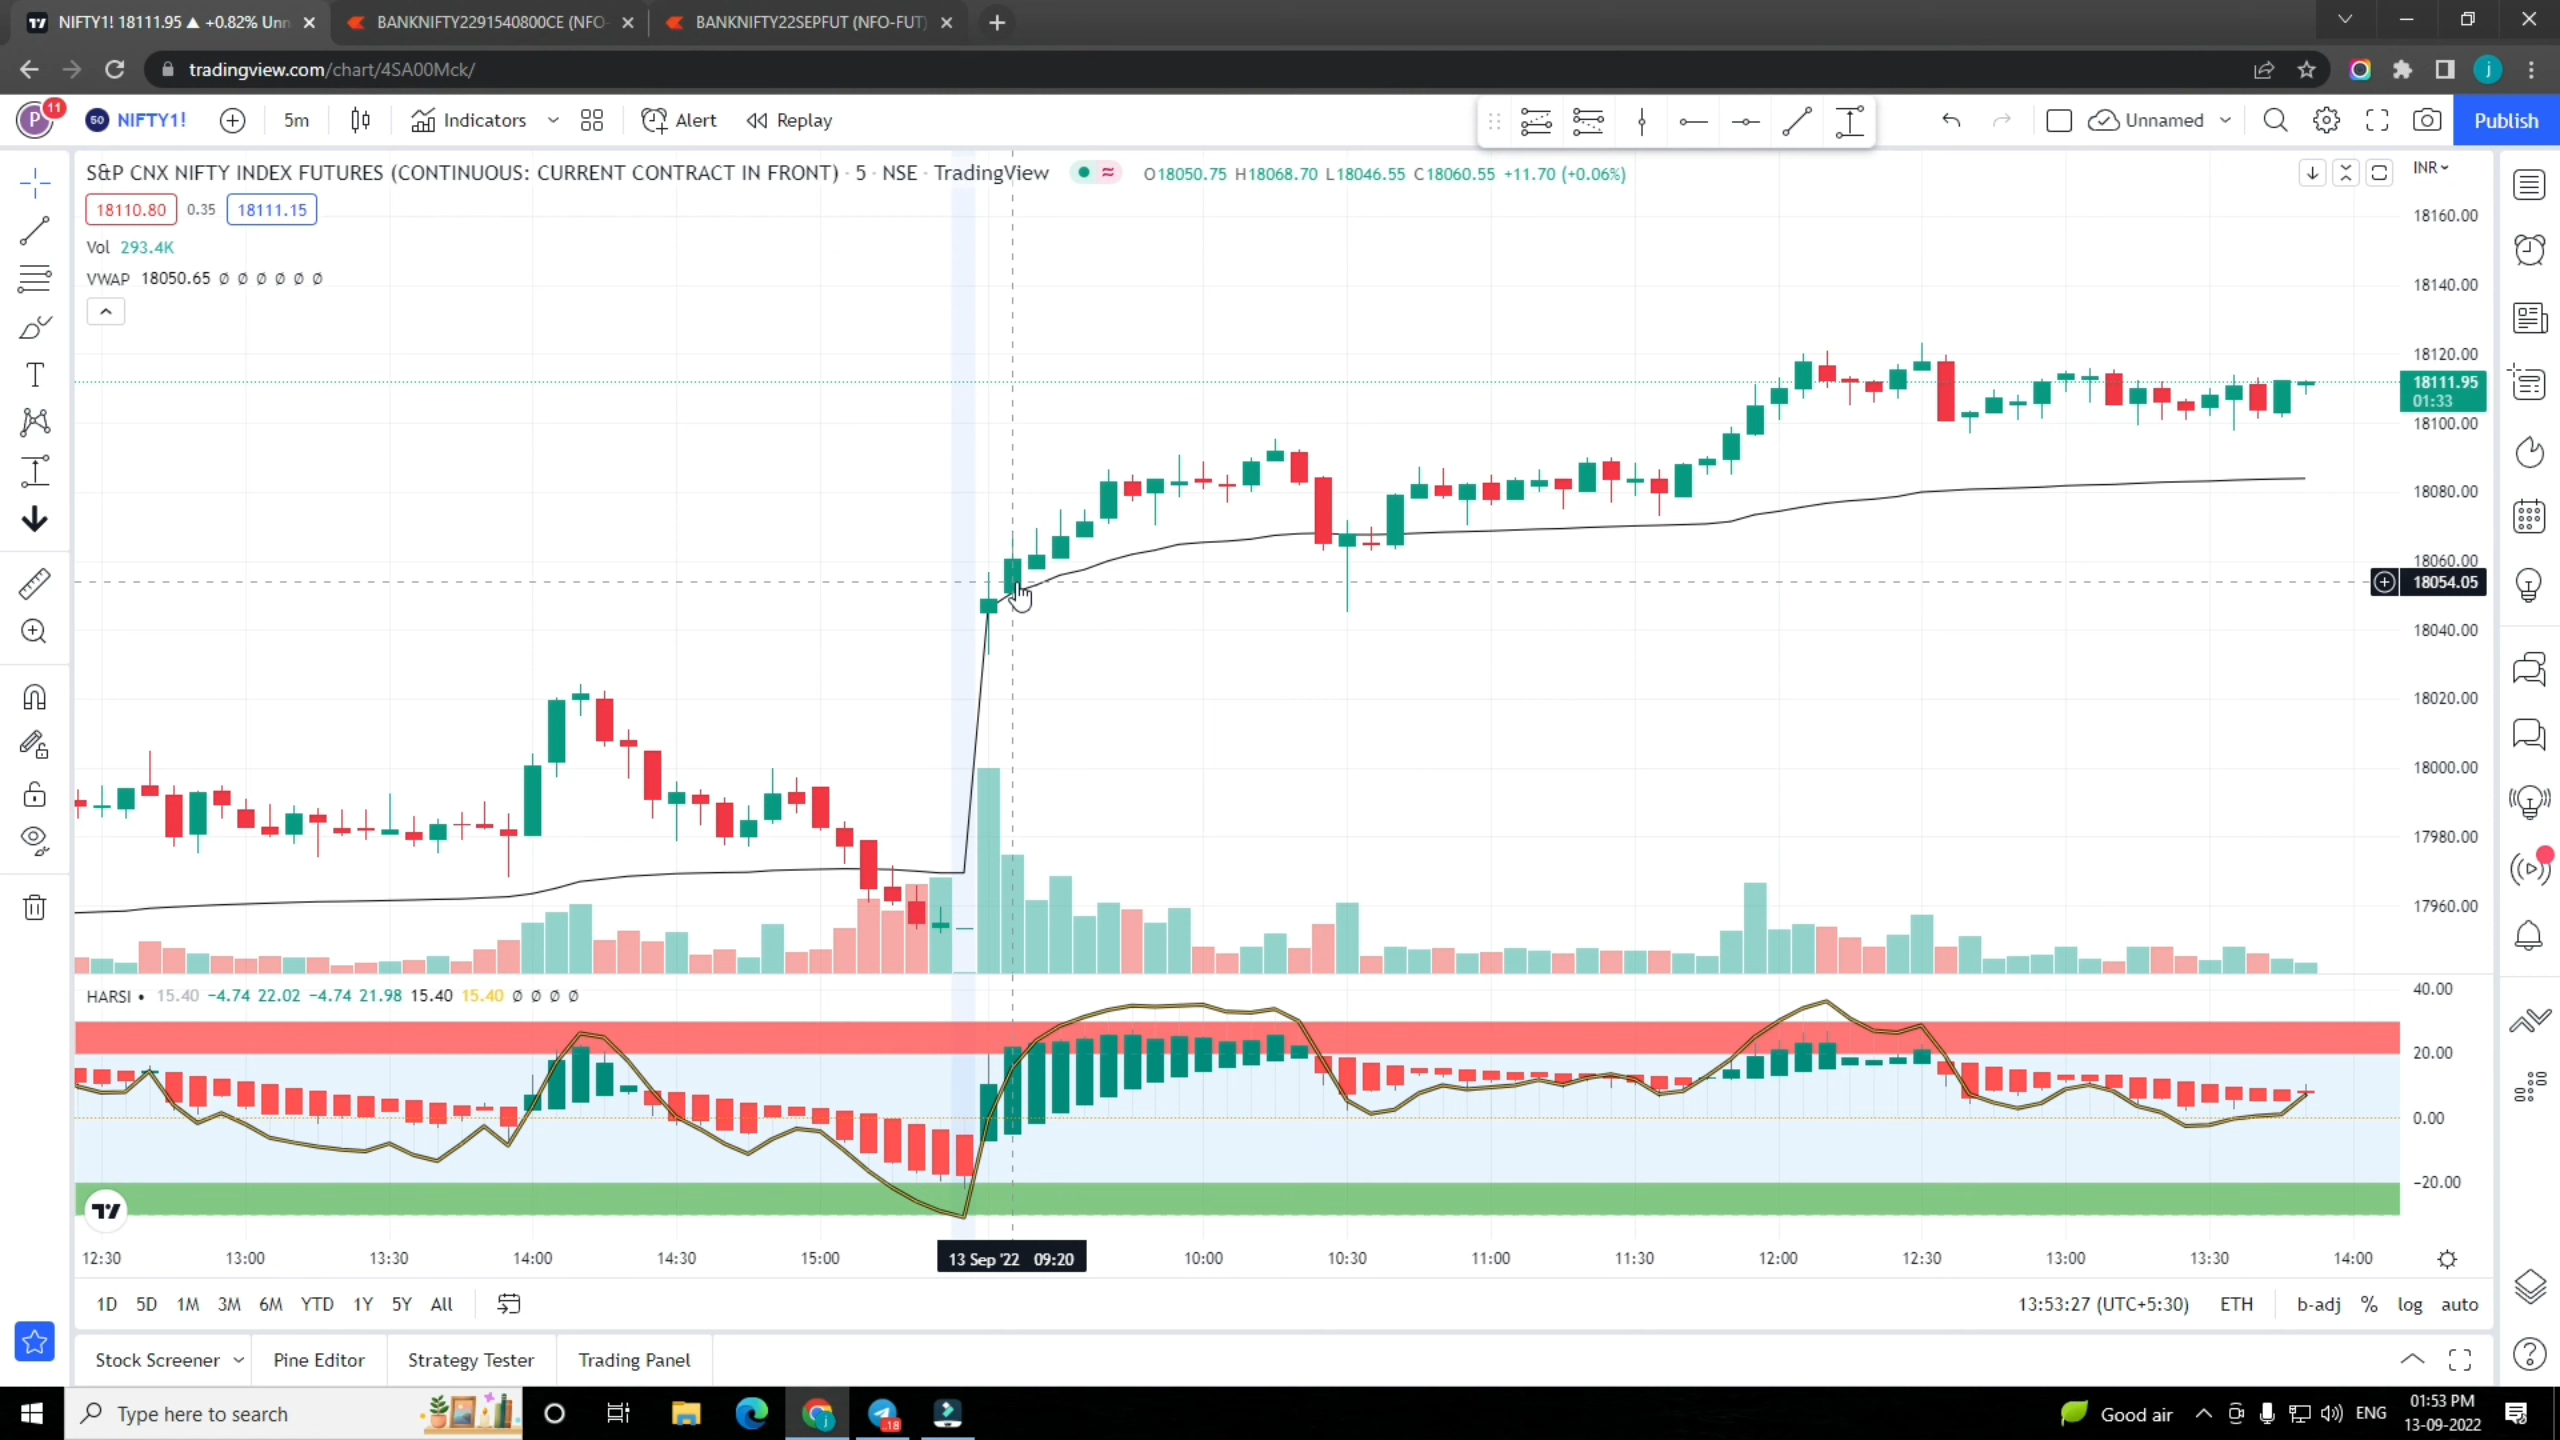 NIFTY1! 18111.95 ▲ +0.82% Unn
BANKNIFTY2291540800CE (NFO-
BANKNIFTY22SEPFUT (NFO-FUT)
tradingview.com/chart/4SA00Mck/
j
P 11
50 NIFTY1! 5m Indicators Alert Replay
Unnamed
Publish
S&P CNX NIFTY INDEX FUTURES (CONTINUOUS: CURRENT CONTRACT IN FRONT) · 5 · NSE · TradingView
O18050.75 H18068.70 L18046.55 C18060.55 +11.70 (+0.06%)
INR
18110.80 0.35 18111.15
Vol 293.4K
VWAP 18050.65 ∅ ∅ ∅ ∅ ∅ ∅
18160.00
18140.00
18120.00
18111.95
01:33
18100.00
18080.00
18060.00
18054.05
18040.00
18020.00
18000.00
17980.00
17960.00
HARSI • 15.40 −4.74 22.02 −4.74 21.98 15.40 15.40 ∅ ∅ ∅ ∅
40.00
20.00
0.00
−20.00
12:30 13:00 13:30 14:00 14:30 15:00 13 Sep '22 09:20 10:00 10:30 11:00 11:30 12:00 12:30 13:00 13:30 14:00
1D 5D 1M 3M 6M YTD 1Y 5Y All
13:53:27 (UTC+5:30) ETH b-adj % log auto
Stock Screener Pine Editor Strategy Tester Trading Panel
Type here to search
18
Good air
ENG
01:53 PM
13-09-2022